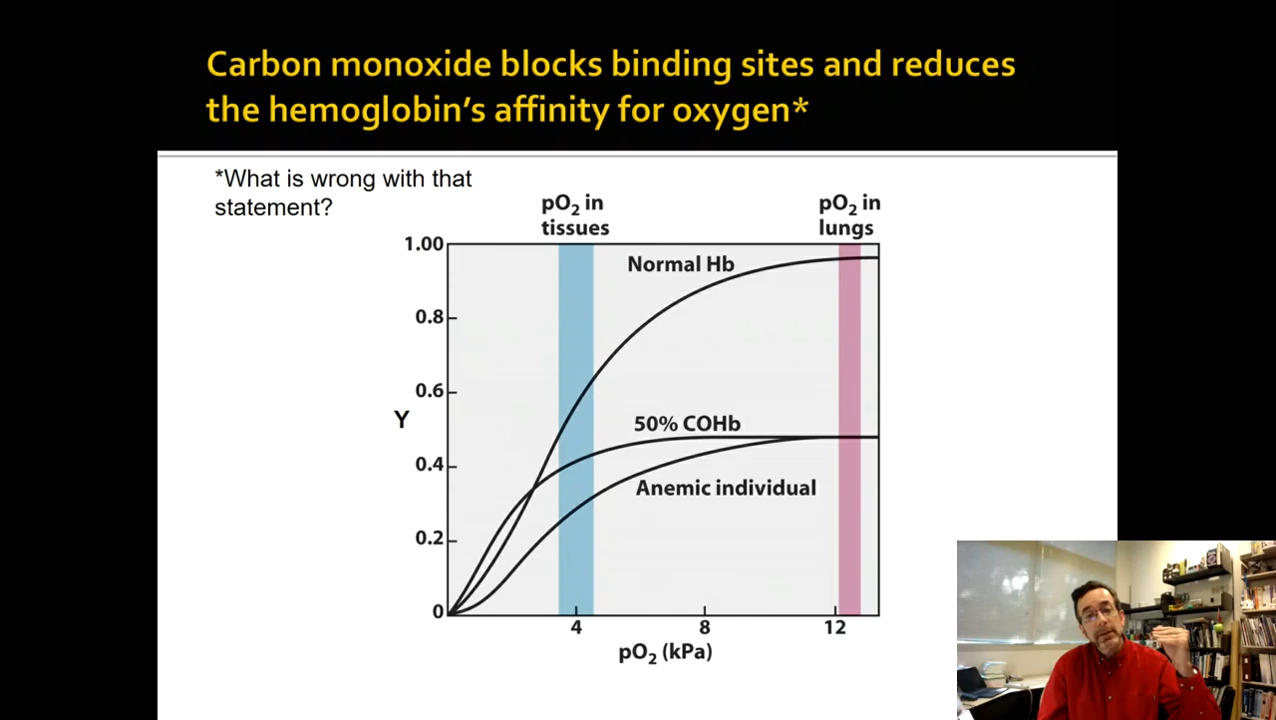 Carbon monoxide blocks binding sites and reduces
the hemoglobin's affinity for oxygen*
*What is wrong with that
statement?
pO₂ in
tissues
pO₂ in
lungs
1.00
Normal Hb
0.8
0.6
Y
50% COHb
0.4
Anemic individual
0.2
0
4
8
12
pO₂ (kPa)